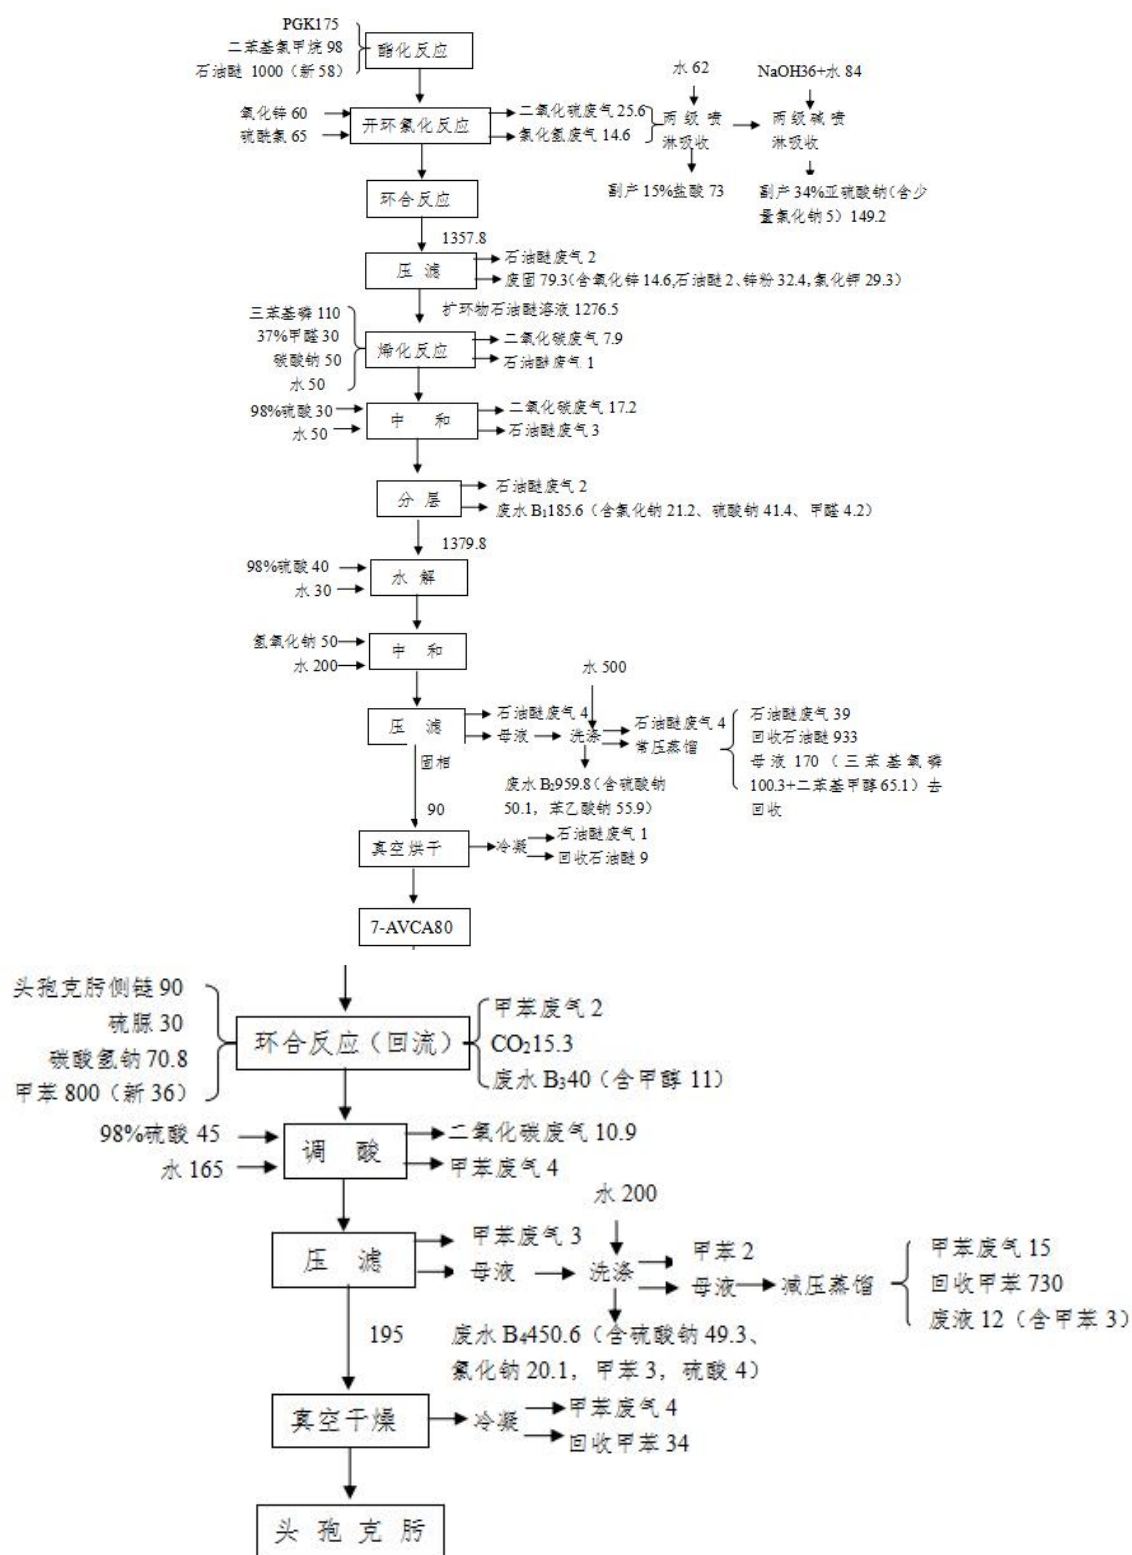 PGK175
二苯基氯甲烷 98
石油醚 1000（新 58）
酯化反应
水 62
NaOH36+水 84
氧化锌 60
硫酰氯 65
开环氯化反应
二氧化硫废气 25.6
氯化氢废气 14.6
两级喷
淋吸收
两级碱喷
淋吸收
副产 15%盐酸 73
副产 34%亚硫酸钠（含少
量氯化钠 5）149.2
环合反应
1357.8
压 滤
石油醚废气 2
废固 79.3（含氧化锌 14.6,石油醚 2、锌粉 32.4,氯化钾 29.3）
扩环物石油醚溶液 1276.5
三苯基磷 110
37%甲醛 30
碳酸钠 50
水 50
烯化反应
二氧化碳废气 7.9
石油醚废气 1
98%硫酸 30
水 50
中 和
二氧化碳废气 17.2
石油醚废气 3
分 层
石油醚废气 2
废水 B₁185.6（含氯化钠 21.2、硫酸钠 41.4、甲醛 4.2）
1379.8
98%硫酸 40
水 30
水 解
氢氧化钠 50
水 200
中 和
水 500
压 滤
石油醚废气 4
母液
洗涤
石油醚废气 4
常压蒸馏
石油醚废气 39
回收石油醚 933
母液 170（三苯基氧磷
100.3+二苯基甲醇 65.1）去
回收
固相
废水 B₂959.8（含硫酸钠
50.1，苯乙酸钠 55.9）
90
真空烘干
冷凝
石油醚废气 1
回收石油醚 9
7-AVCA80
头孢克肟侧链 90
硫脲 30
碳酸氢钠 70.8
甲苯 800（新 36）
环合反应（回流）
甲苯废气 2
CO₂15.3
废水 B₃40（含甲醇 11）
98%硫酸 45
水 165
调 酸
二氧化碳废气 10.9
甲苯废气 4
水 200
压 滤
甲苯废气 3
母液
洗涤
甲苯 2
母液
减压蒸馏
甲苯废气 15
回收甲苯 730
废液 12（含甲苯 3）
195
废水 B₄450.6（含硫酸钠 49.3、
氯化钠 20.1，甲苯 3，硫酸 4）
真空干燥
冷凝
甲苯废气 4
回收甲苯 34
头 孢 克 肟